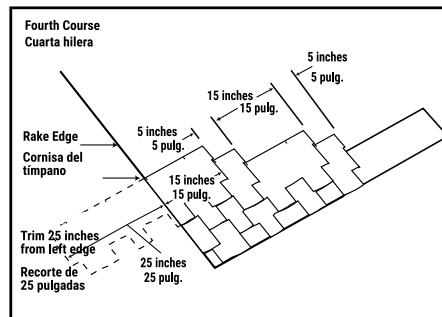 Fourth Course
Cuarta hilera
5 inches
5 pulg.
15 inches
15 pulg.
5 inches
5 pulg.
Rake Edge
Cornisa del
tímpano
15 inches
15 pulg.
Trim 25 inches
from left edge
Recorte de
25 pulgadas
25 inches
25 pulg.